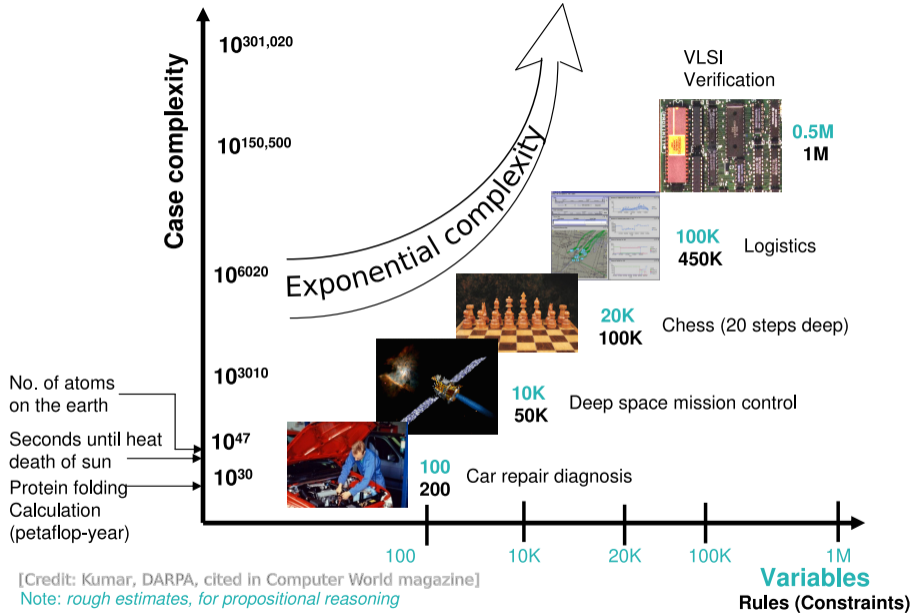 Case complexity
10^301,020
10^150,500
10^6020
10^3010
10^47
10^30
No. of atoms
on the earth
Seconds until heat
death of sun
Protein folding
Calculation
(petaflop-year)
Exponential complexity
VLSI
Verification
0.5M
1M
100K
450K
Logistics
20K
100K
Chess (20 steps deep)
10K
50K
Deep space mission control
100
200
Car repair diagnosis
100
10K
20K
100K
1M
Variables
Rules (Constraints)
[Credit: Kumar, DARPA, cited in Computer World magazine]
Note: rough estimates, for propositional reasoning